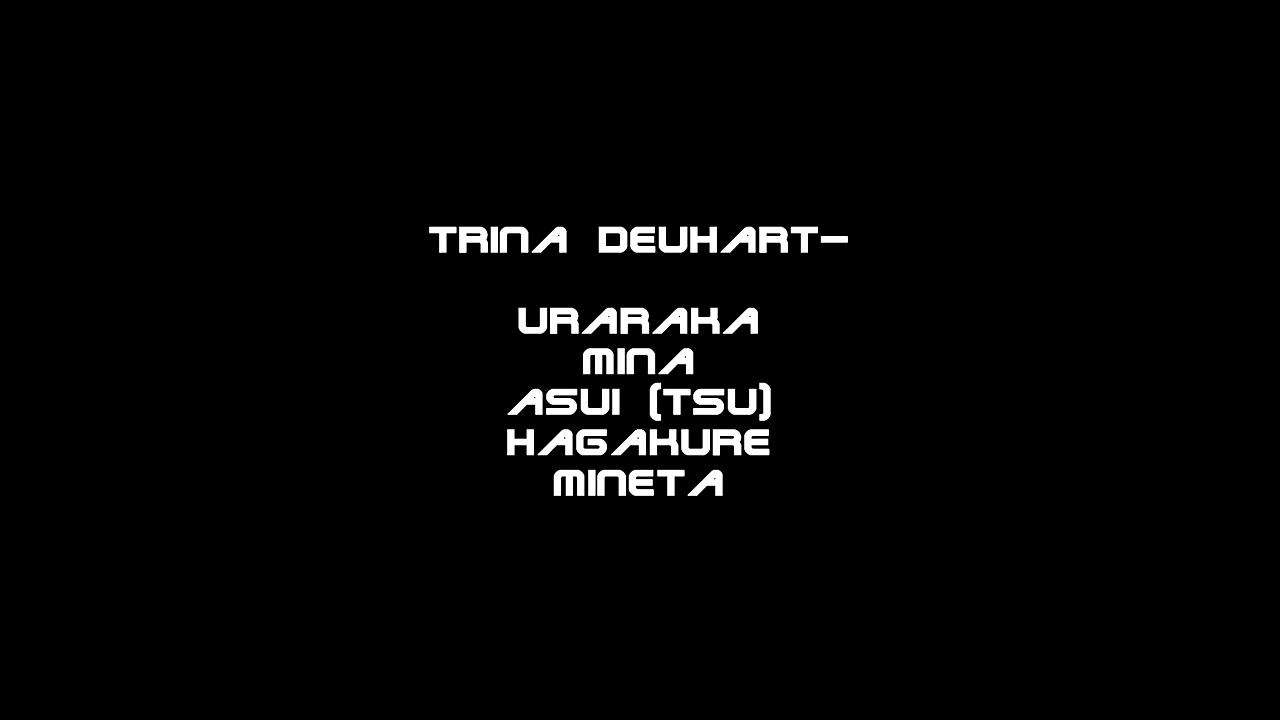 TRINA DEUHART-
URARAKA
MINA
ASUI (TSU)
HAGAKURE
MINETA